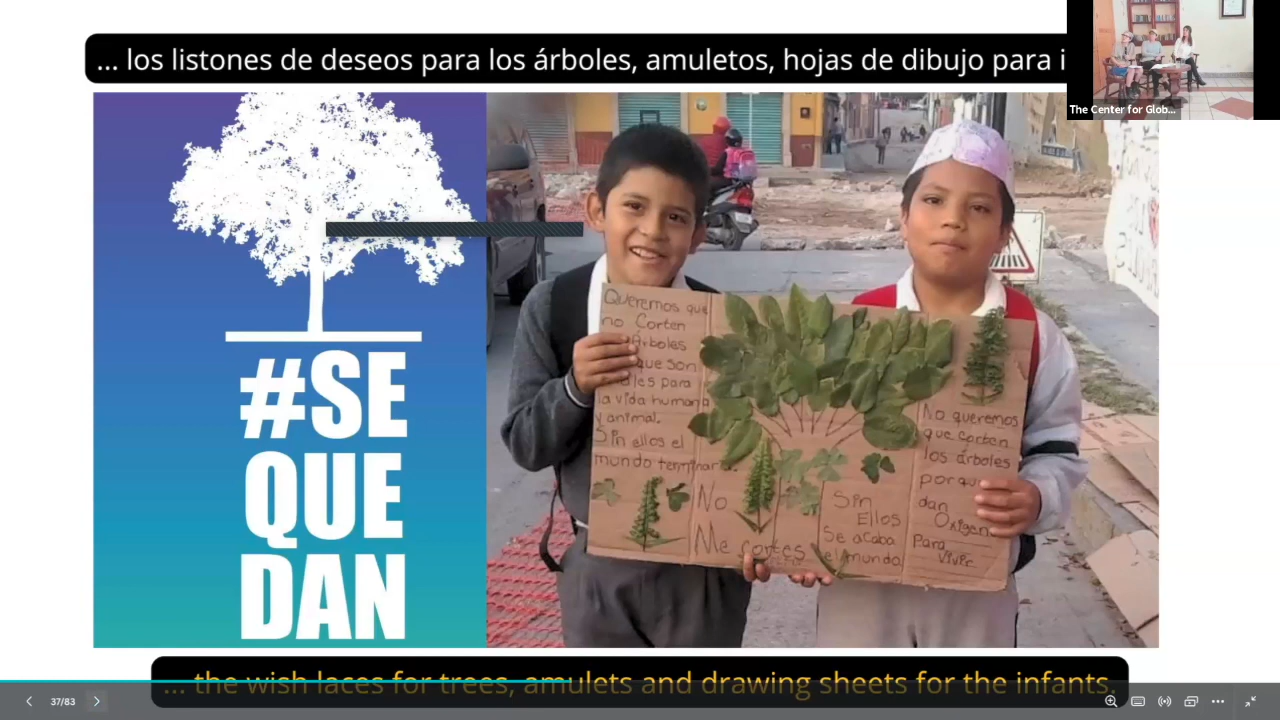 ... los listones de deseos para los árboles, amuletos, hojas de dibujo para i
The Center for Glob...
#SE
QUE
DAN
Queremos que
no Corten
Árboles
que son
para
la vida humana
y animal.
Sin ellos el
mundo terminara.
No
Me cortes
Sin
Ellos
Se acaba
el mundo
No queremos
que corten
los árboles
porque
dan
Oxigeno
Para
vivir
... the wish laces for trees, amulets and drawing sheets for the infants.
37/83